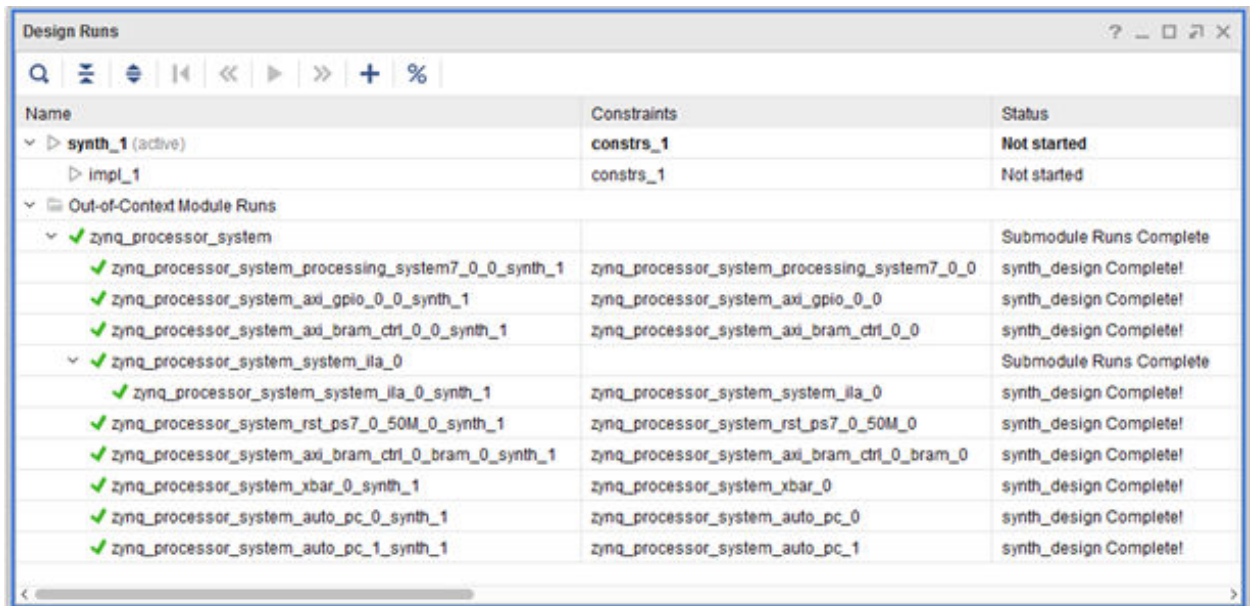 Design Runs
Name Constraints Status
synth_1 (active) constrs_1 Not started
impl_1 constrs_1 Not started
Out-of-Context Module Runs
zynq_processor_system Submodule Runs Complete
zynq_processor_system_processing_system7_0_0_synth_1 zynq_processor_system_processing_system7_0_0 synth_design Complete!
zynq_processor_system_axi_gpio_0_0_synth_1 zynq_processor_system_axi_gpio_0_0 synth_design Complete!
zynq_processor_system_axi_bram_ctrl_0_0_synth_1 zynq_processor_system_axi_bram_ctrl_0_0 synth_design Complete!
zynq_processor_system_system_ila_0 Submodule Runs Complete
zynq_processor_system_system_ila_0_synth_1 zynq_processor_system_system_ila_0 synth_design Complete!
zynq_processor_system_rst_ps7_0_50M_0_synth_1 zynq_processor_system_rst_ps7_0_50M_0 synth_design Complete!
zynq_processor_system_axi_bram_ctrl_0_bram_0_synth_1 zynq_processor_system_axi_bram_ctrl_0_bram_0 synth_design Complete!
zynq_processor_system_xbar_0_synth_1 zynq_processor_system_xbar_0 synth_design Complete!
zynq_processor_system_auto_pc_0_synth_1 zynq_processor_system_auto_pc_0 synth_design Complete!
zynq_processor_system_auto_pc_1_synth_1 zynq_processor_system_auto_pc_1 synth_design Complete!